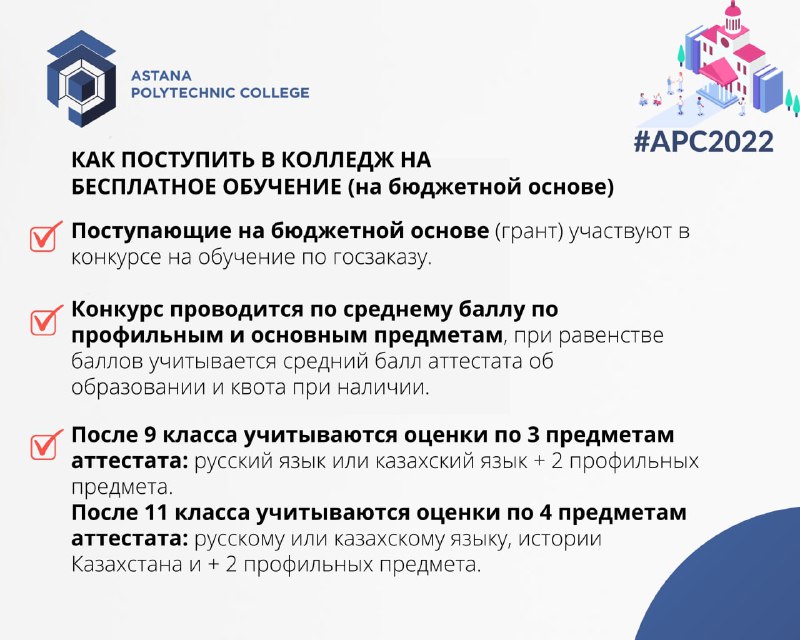 ASTANA
POLYTECHNIC COLLEGE
#APC2022
КАК ПОСТУПИТЬ В КОЛЛЕДЖ НА
БЕСПЛАТНОЕ ОБУЧЕНИЕ (на бюджетной основе)
Поступающие на бюджетной основе (грант) участвуют в
конкурсе на обучение по госзаказу.
Конкурс проводится по среднему баллу по
профильным и основным предметам, при равенстве
баллов учитывается средний балл аттестата об
образовании и квота при наличии.
После 9 класса учитываются оценки по 3 предметам
аттестата: русский язык или казахский язык + 2 профильных
предмета.
После 11 класса учитываются оценки по 4 предметам
аттестата: русскому или казахскому языку, истории
Казахстана и + 2 профильных предмета.